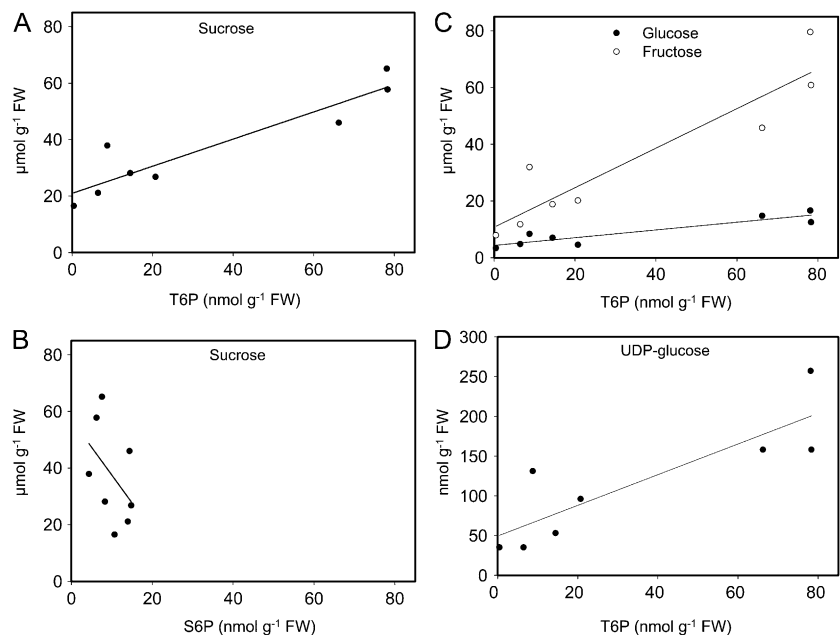 A
Sucrose
80
60
40
20
0
µmol g-1 FW
0 20 40 60 80
T6P (nmol g-1 FW)
B
Sucrose
80
60
40
20
0
µmol g-1 FW
0 20 40 60 80
S6P (nmol g-1 FW)
C
Glucose
Fructose
80
60
40
20
0
µmol g-1 FW
0 20 40 60 80
T6P (nmol g-1 FW)
D
UDP-glucose
300
250
200
150
100
50
0
nmol g-1 FW
0 20 40 60 80
T6P (nmol g-1 FW)